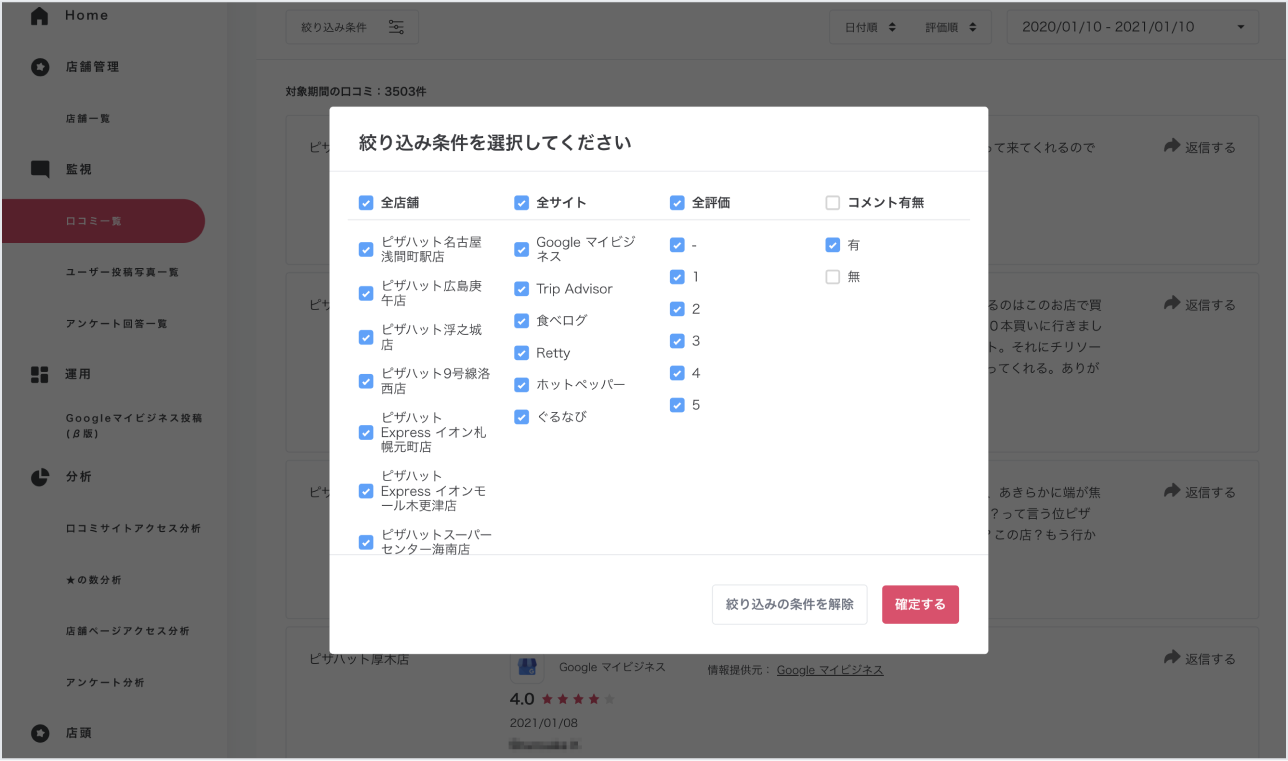 Home
店舗管理
店舗一覧
監視
口コミ一覧
ユーザー投稿写真一覧
アンケート回答一覧
運用
Googleマイビジネス投稿
(β版)
分析
口コミサイトアクセス分析
★の数分析
店舗ページアクセス分析
アンケート分析
店頭
絞り込み条件
日付順
評価順
2020/01/10 - 2021/01/10
対象期間の口コミ：3503件
って来てくれるので
返信する
るのはこのお店で買
０本買いに行きまし
ト。それにチリソー
ってくれる。ありが
返信する
、あきらかに端が焦
？って言う位ピザ
？この店？もう行か
返信する
ピザハット厚木店
Google マイビジネス
情報提供元： Google マイビジネス
返信する
4.0 ★★★★★
2021/01/08
絞り込み条件を選択してください
全店舗
ピザハット名古屋
浅間町駅店
ピザハット広島庚
午店
ピザハット浮之城
店
ピザハット9号線洛
西店
ピザハット
Express イオン札
幌元町店
ピザハット
Express イオンモ
ール木更津店
ピザハットスーパー
センター海南店
全サイト
Google マイビジ
ネス
Trip Advisor
食べログ
Retty
ホットペッパー
ぐるなび
全評価
-
1
2
3
4
5
コメント有無
有
無
絞り込みの条件を解除
確定する